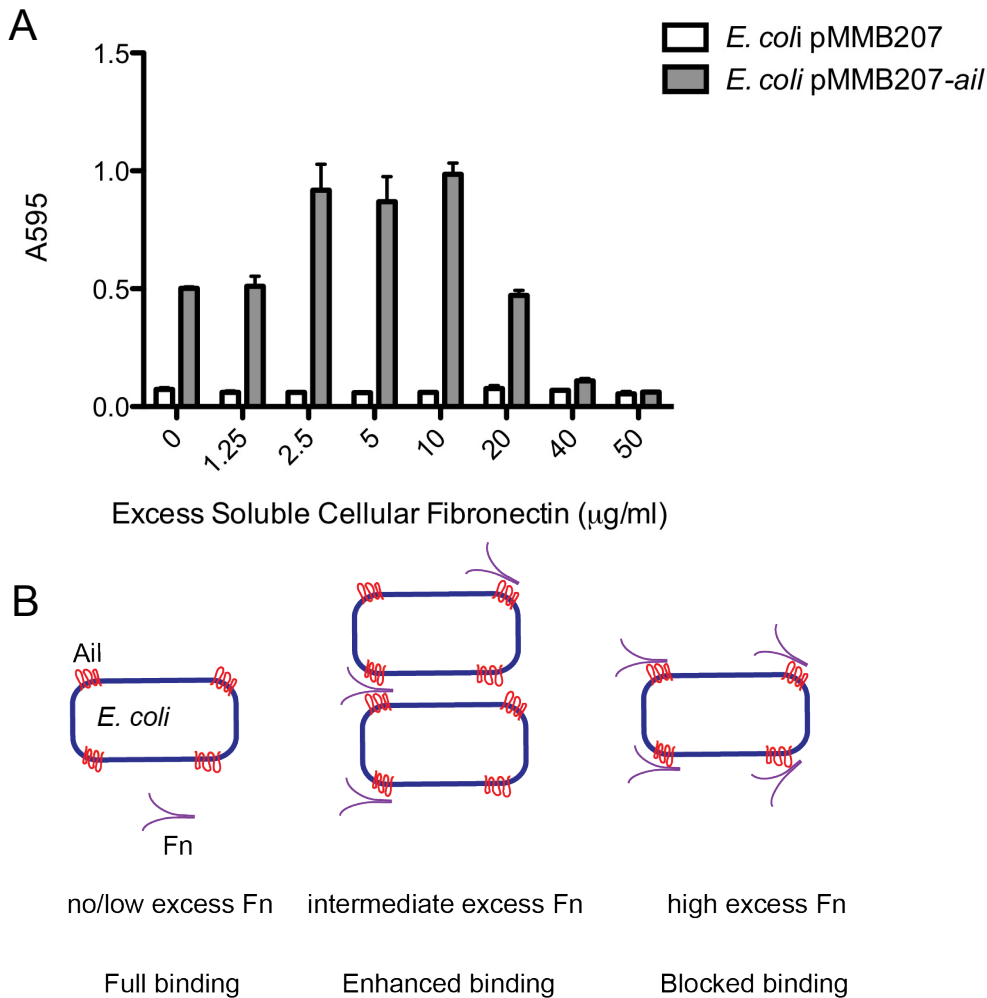 A
E. coli pMMB207
E. coli pMMB207-ail
1.5
1.0
0.5
0.0
A595
0 1.25 2.5 5 10 20 40 50
Excess Soluble Cellular Fibronectin (μg/ml)
B
Ail
E. coli
Fn
no/low excess Fn intermediate excess Fn high excess Fn
Full binding Enhanced binding Blocked binding